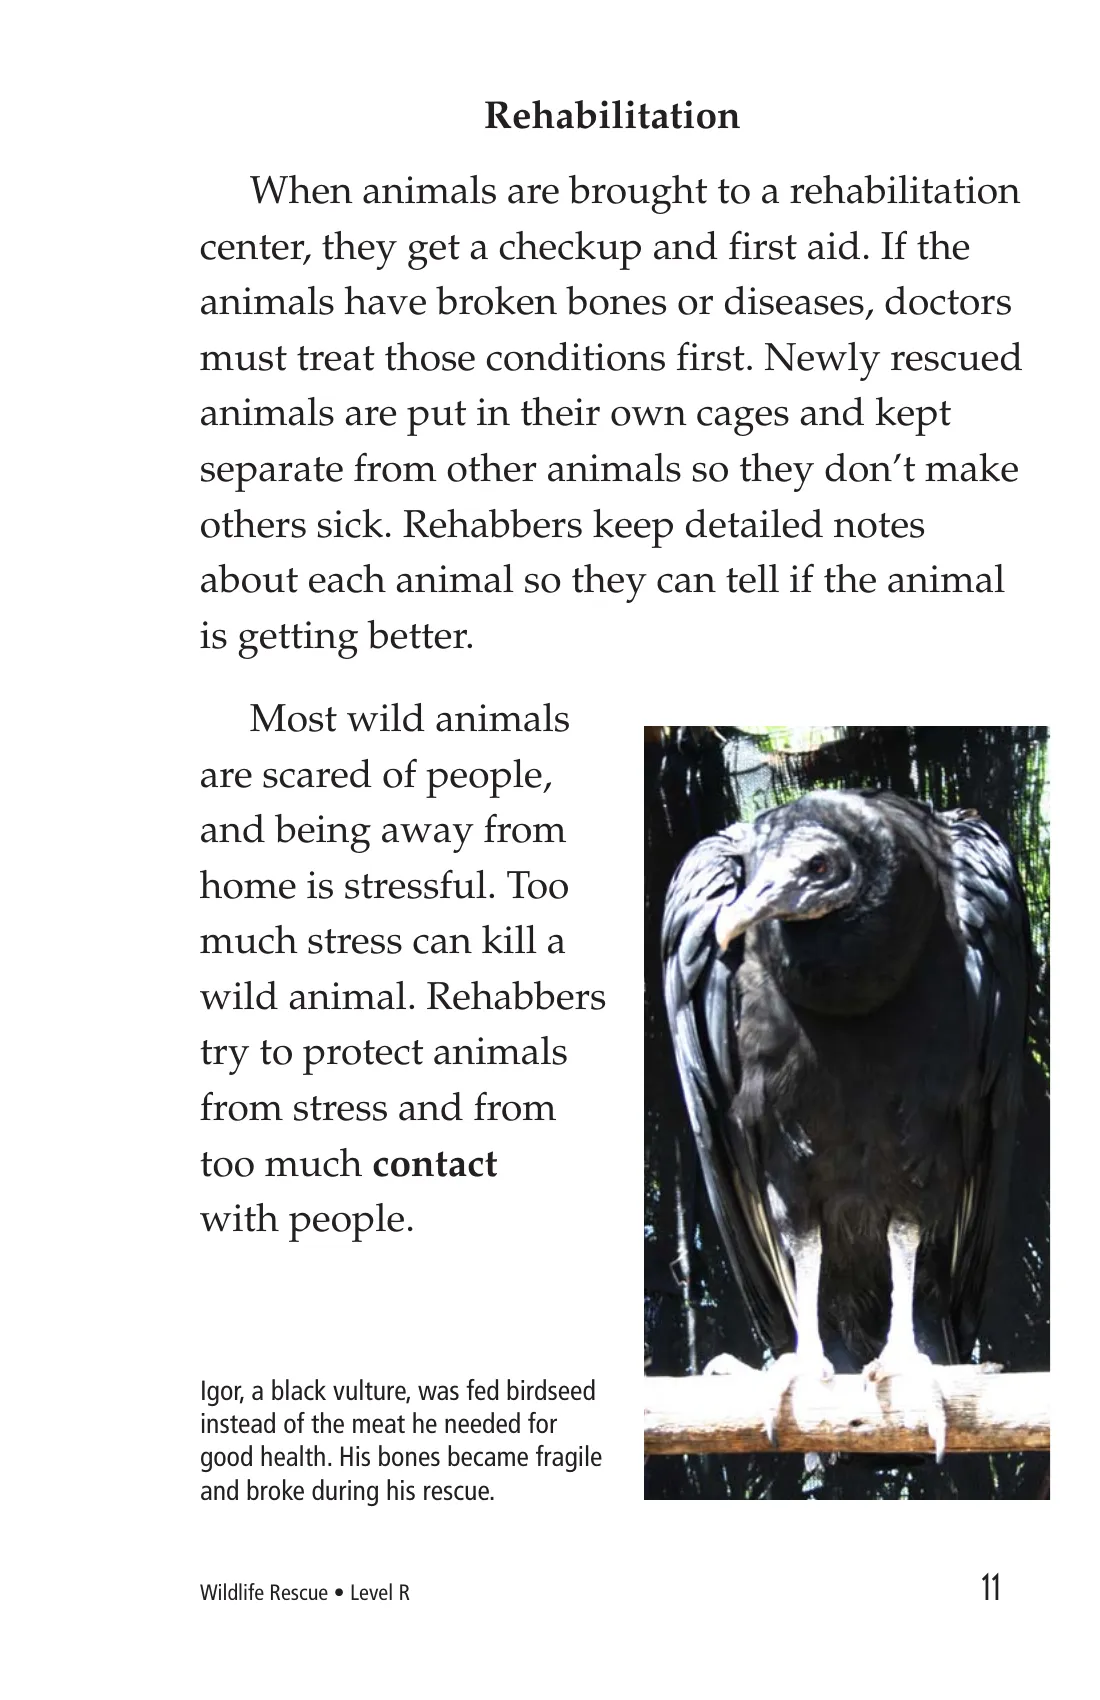 Rehabilitation
When animals are brought to a rehabilitation
center, they get a checkup and first aid. If the
animals have broken bones or diseases, doctors
must treat those conditions first. Newly rescued
animals are put in their own cages and kept
separate from other animals so they don’t make
others sick. Rehabbers keep detailed notes
about each animal so they can tell if the animal
is getting better.
Most wild animals
are scared of people,
and being away from
home is stressful. Too
much stress can kill a
wild animal. Rehabbers
try to protect animals
from stress and from
too much contact
with people.
Igor, a black vulture, was fed birdseed
instead of the meat he needed for
good health. His bones became fragile
and broke during his rescue.
Wildlife Rescue • Level R
11